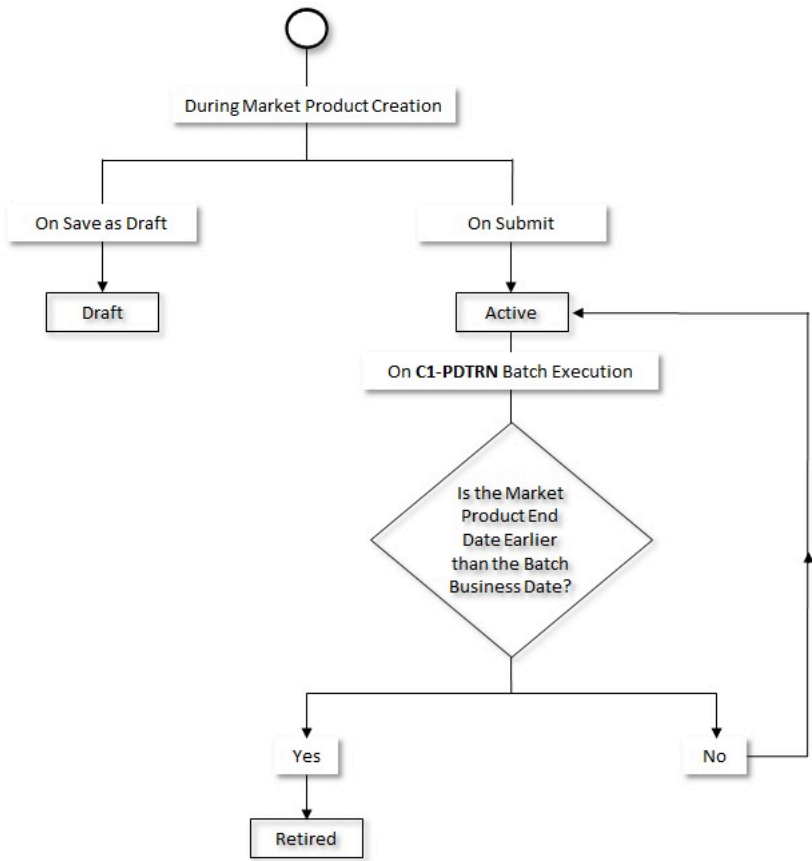 During Market Product Creation
On Save as Draft
On Submit
Draft
Active
On C1-PDTRN Batch Execution
Is the Market
Product End
Date Earlier
than the Batch
Business Date?
Yes
No
Retired